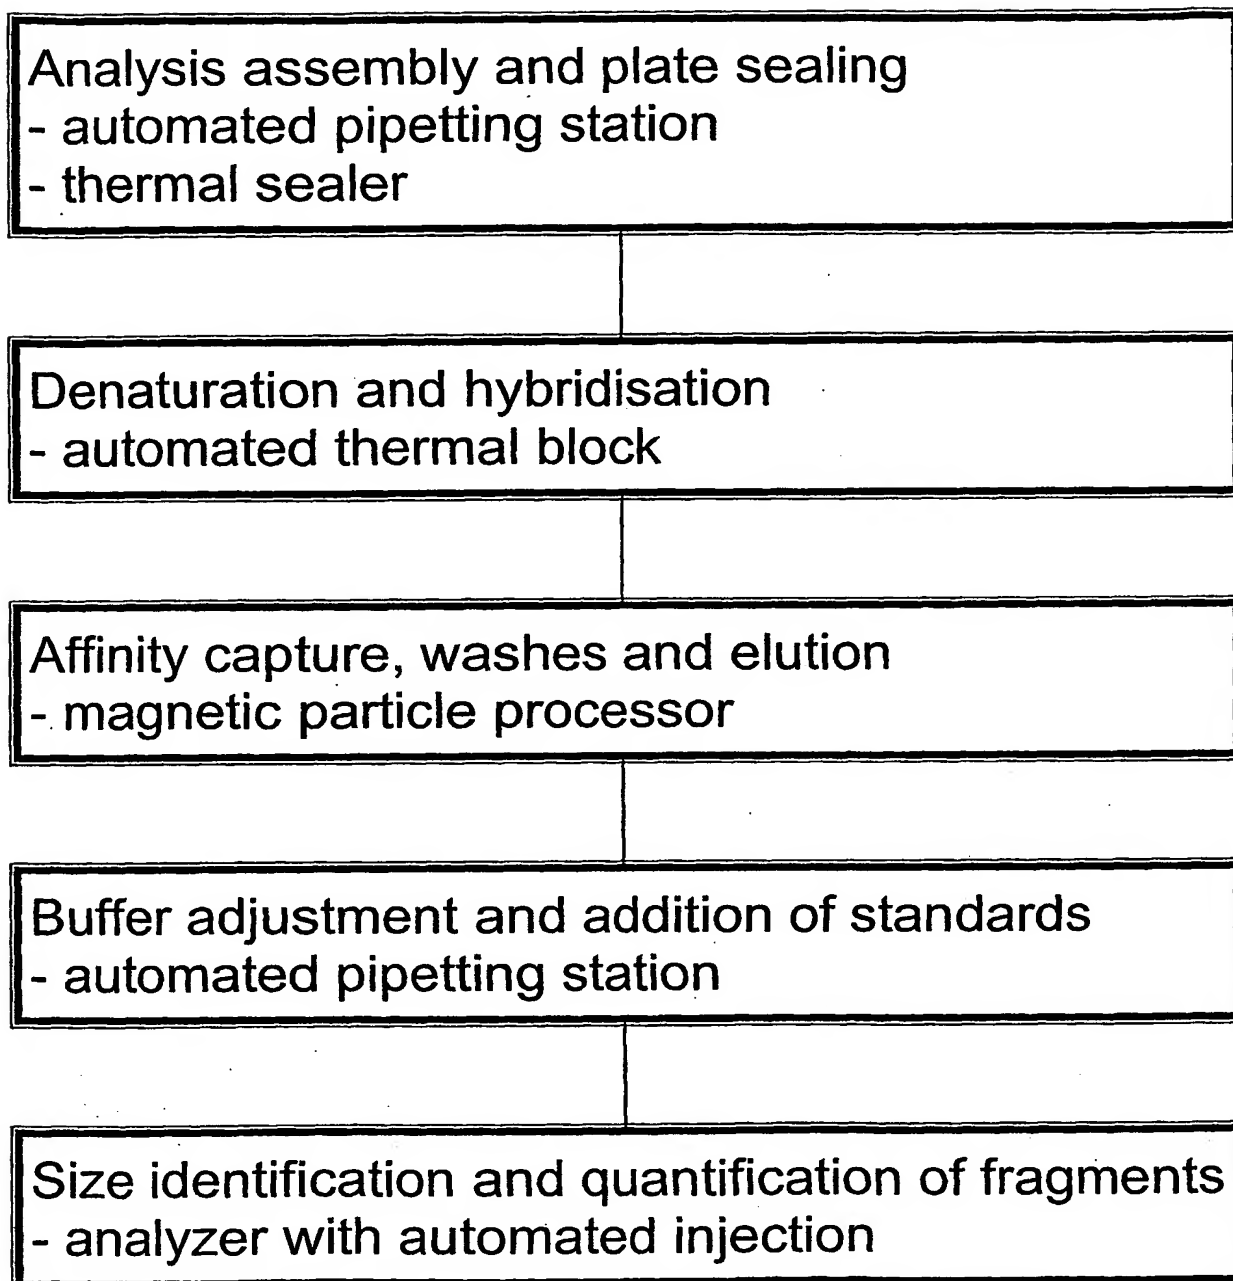 Analysis assembly and plate sealing
- automated pipetting station
- thermal sealer
Denaturation and hybridisation
- automated thermal block
Affinity capture, washes and elution
- magnetic particle processor
Buffer adjustment and addition of standards
- automated pipetting station
Size identification and quantification of fragments
- analyzer with automated injection